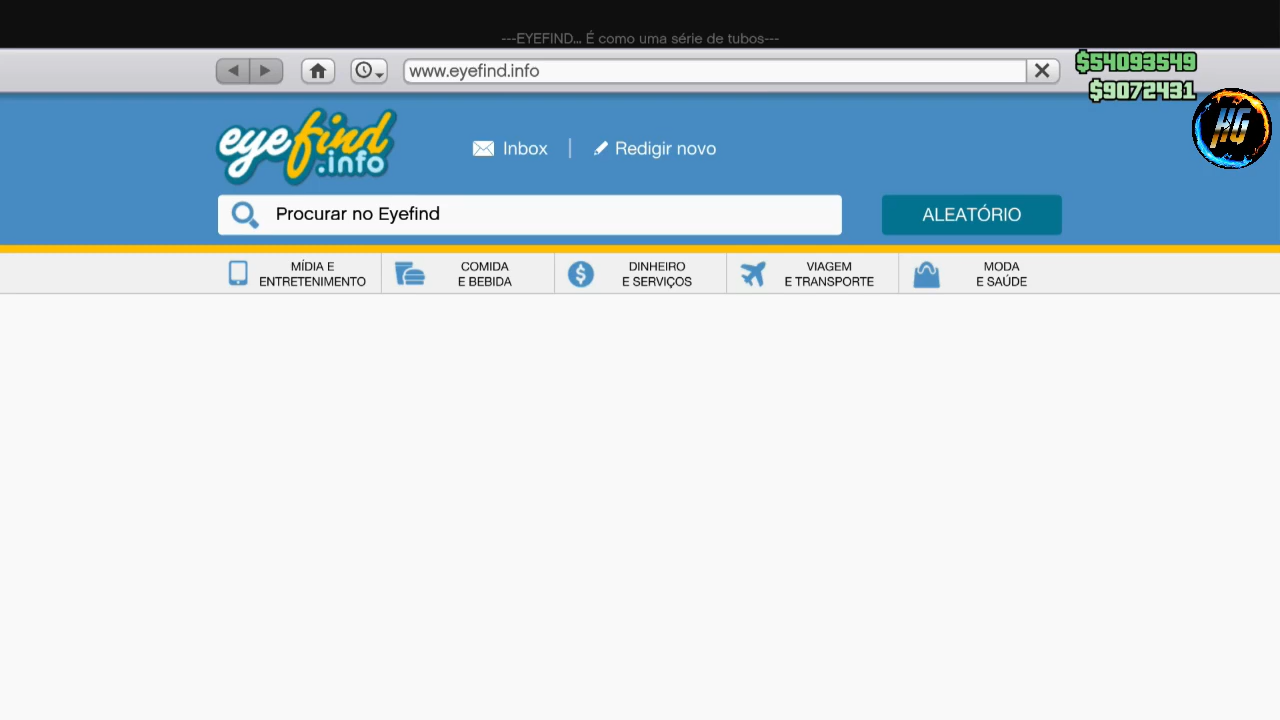 ---EYEFIND... É como uma série de tubos---
www.eyefind.info
$54093549
$9072431
HG
eyefind
.info
Inbox
Redigir novo
Procurar no Eyefind
ALEATÓRIO
MÍDIA E
ENTRETENIMENTO
COMIDA
E BEBIDA
DINHEIRO
E SERVIÇOS
VIAGEM
E TRANSPORTE
MODA
E SAÚDE